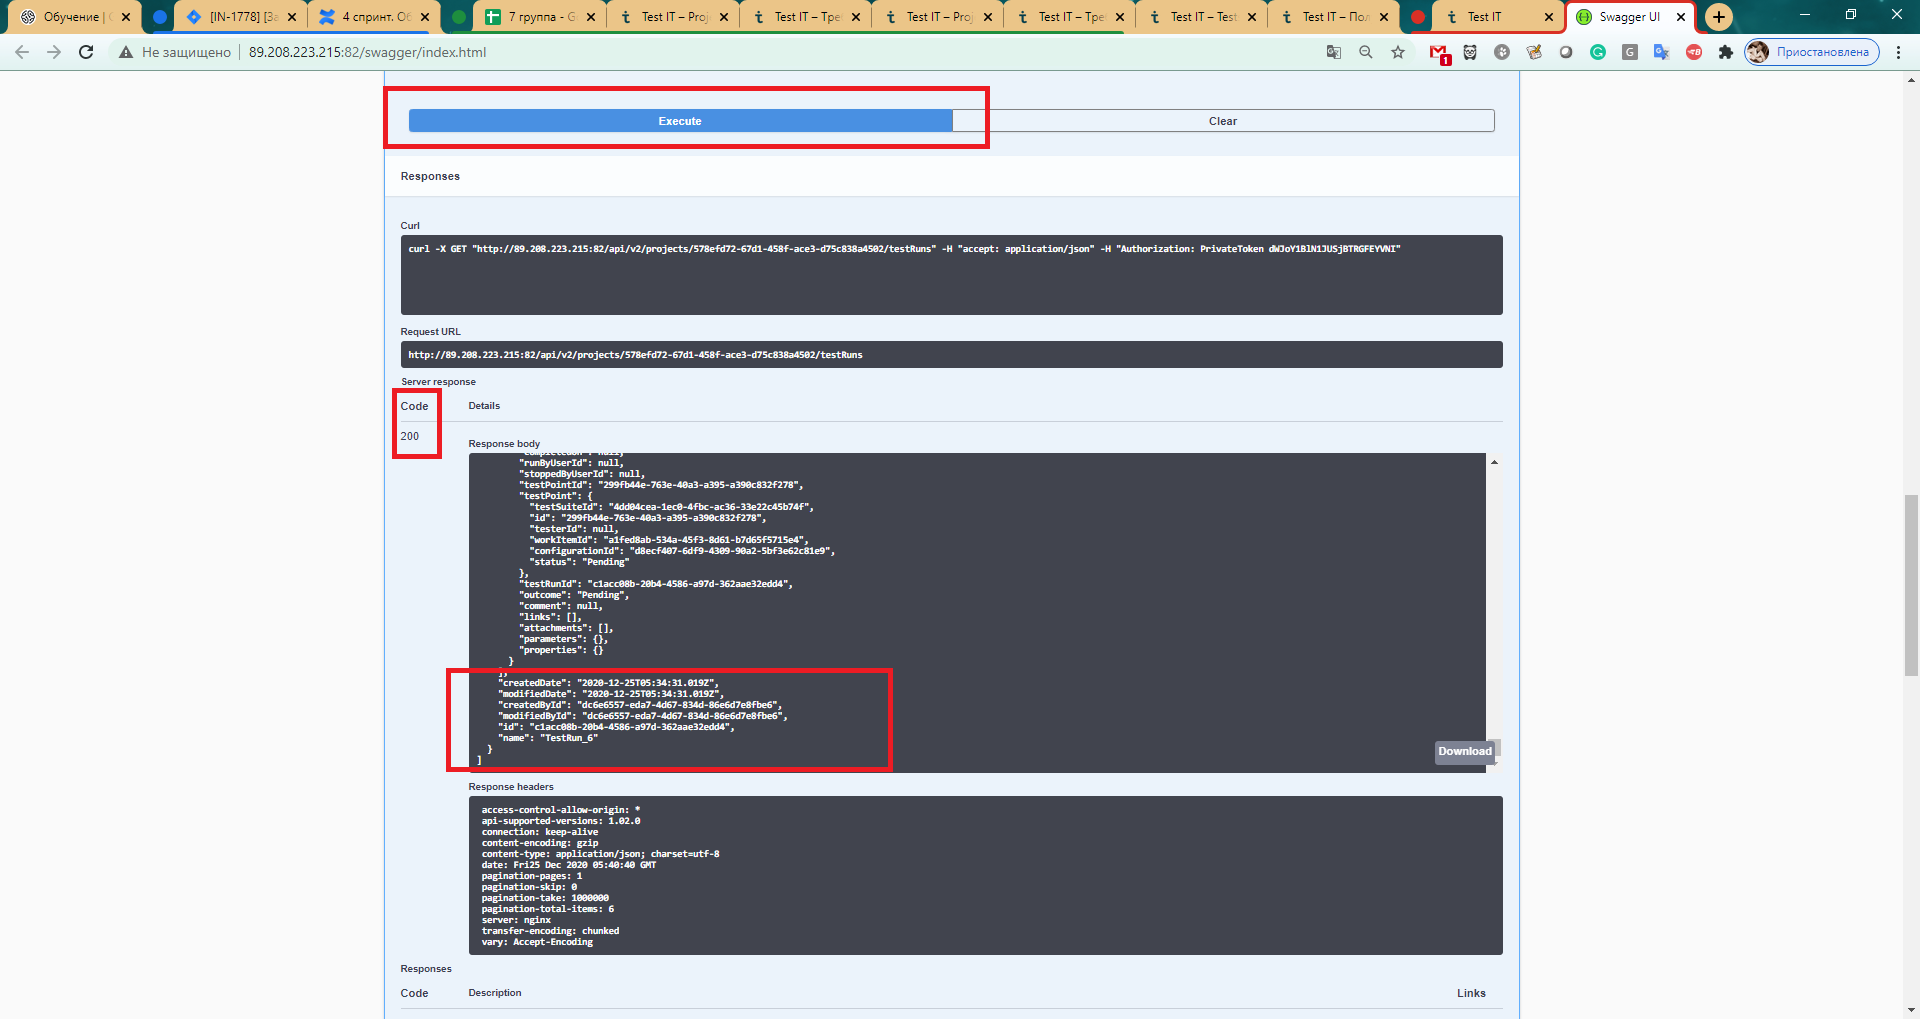 Обучение |
[IN-1778] [За
4 спринт. Об
7 группа - G
Test IT – Proj
Test IT – Тре
Test IT – Proj
Test IT – Тре
Test IT – Test
Test IT – Пол
Test IT
Swagger UI
Не защищено
89.208.223.215:82/swagger/index.html
1
Приостановлена
Execute
Clear
Responses
Curl
curl -X GET "http://89.208.223.215:82/api/v2/projects/578efd72-67d1-458f-ace3-d75c838a4502/testRuns" -H "accept: application/json" -H "Authorization: PrivateToken dWJoY1BlN1JUSjBTRGFEYVNI"
Request URL
http://89.208.223.215:82/api/v2/projects/578efd72-67d1-458f-ace3-d75c838a4502/testRuns
Server response
Code
Details
200
Response body
"completedOn": null,
"runByUserId": null,
"stoppedByUserId": null,
"testPointId": "299fb44e-763e-40a3-a395-a390c832f278",
"testPoint": {
"testSuiteId": "4dd04cea-1ec0-4fbc-ac36-33e22c45b74f",
"id": "299fb44e-763e-40a3-a395-a390c832f278",
"testerId": null,
"workItemId": "a1fed8ab-534a-45f3-8d61-b7d65f5715e4",
"configurationId": "d8ecf407-6df9-4309-90a2-5bf3e62c81e9",
"status": "Pending"
},
"testRunId": "c1acc08b-20b4-4586-a97d-362aae32edd4",
"outcome": "Pending",
"comment": null,
"links": [],
"attachments": [],
"parameters": {},
"properties": {}
}
],
"createdDate": "2020-12-25T05:34:31.019Z",
"modifiedDate": "2020-12-25T05:34:31.019Z",
"createdById": "dc6e6557-eda7-4d67-834d-86e6d7e8fbe6",
"modifiedById": "dc6e6557-eda7-4d67-834d-86e6d7e8fbe6",
"id": "c1acc08b-20b4-4586-a97d-362aae32edd4",
"name": "TestRun_6"
}
]
Download
Response headers
access-control-allow-origin: *
api-supported-versions: 1.02.0
connection: keep-alive
content-encoding: gzip
content-type: application/json; charset=utf-8
date: Fri25 Dec 2020 05:40:40 GMT
pagination-pages: 1
pagination-skip: 0
pagination-take: 1000000
pagination-total-items: 6
server: nginx
transfer-encoding: chunked
vary: Accept-Encoding
Responses
Code
Description
Links